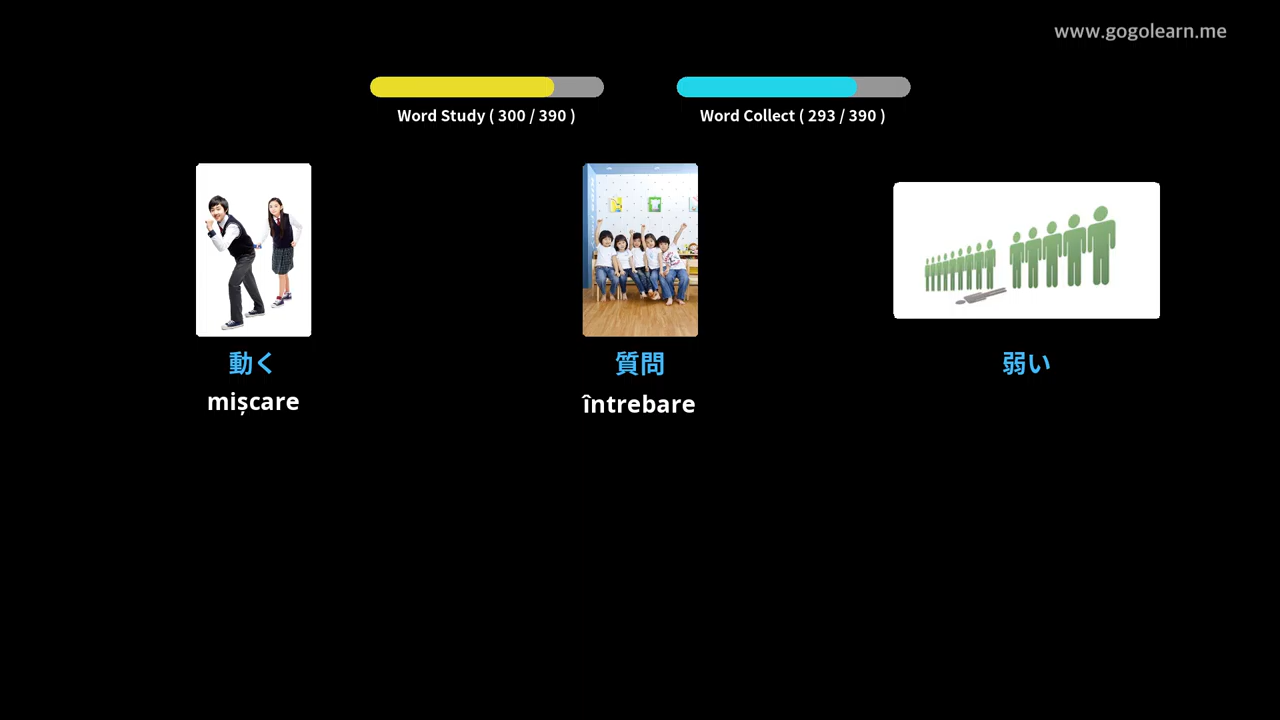 www.gogolearn.me
Word Study ( 300 / 390 )
Word Collect ( 293 / 390 )
動く
質問
弱い
mișcare
întrebare